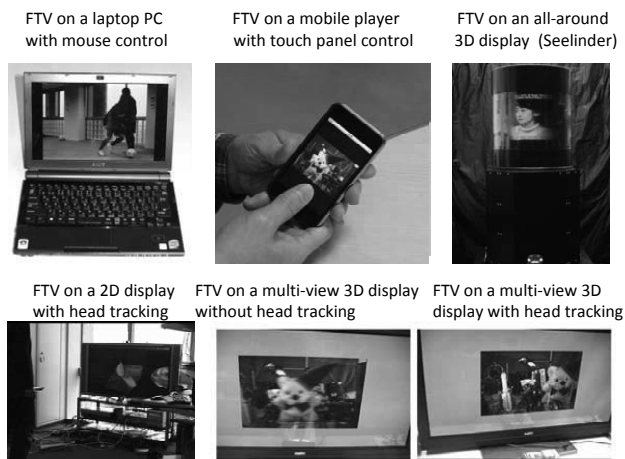 FTV on a laptop PC
with mouse control
FTV on a mobile player
with touch panel control
FTV on an all-around
3D display (Seelinder)
FTV on a 2D display
with head tracking
FTV on a multi-view 3D display
without head tracking
FTV on a multi-view 3D
display with head tracking